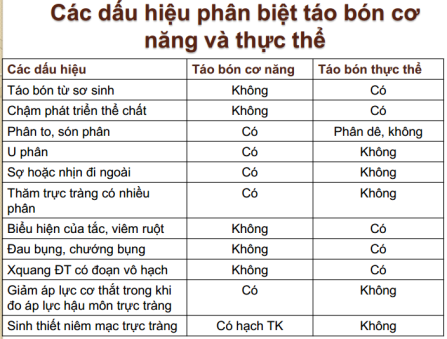 Các dấu hiệu phân biệt táo bón cơ
năng và thực thể
Các dấu hiệu Táo bón cơ năng Táo bón thực thể
Táo bón từ sơ sinh Không Có
Chậm phát triển thể chất Không Có
Phân to, són phân Có Phân dê, không
U phân Có Không
Sợ hoặc nhịn đi ngoài Có Không
Thăm trực tràng có nhiều Có Không
phân
Biểu hiện của tắc, viêm ruột Không Có
Đau bụng, chướng bụng Không Có
Xquang ĐT có đoạn vô hạch Không Có
Giảm áp lực cơ thắt trong khi Có Không
đo áp lực hậu môn trực tràng
Sinh thiết niêm mạc trực tràng Có hạch TK Không